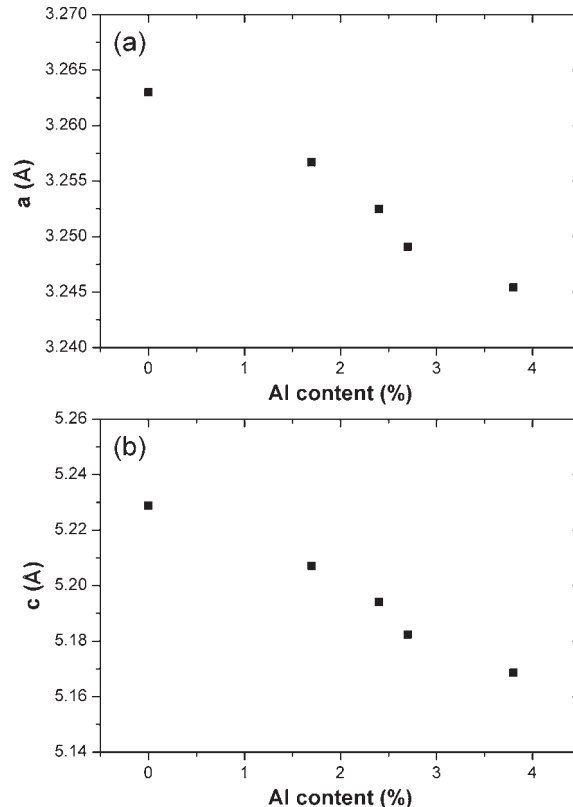 (a)
3.270
3.265
3.260
3.255
3.250
3.245
3.240
a (Å)
0 1 2 3 4
Al content (%)
(b)
5.26
5.24
5.22
5.20
5.18
5.16
5.14
c (Å)
0 1 2 3 4
Al content (%)